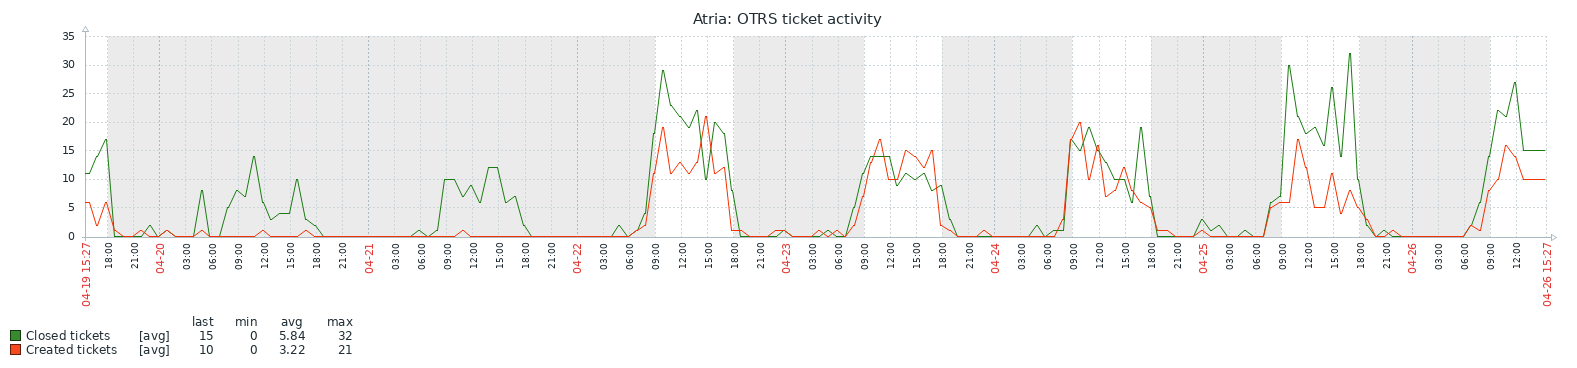 Atria: OTRS ticket activity
35
30
25
20
15
10
5
0
04-19 15:27 18:00 21:00 04-20 03:00 06:00 09:00 12:00 15:00 18:00 21:00 04-21 03:00 06:00 09:00 12:00 15:00 18:00 21:00 04-22 03:00 06:00 09:00 12:00 15:00 18:00 21:00 04-23 03:00 06:00 09:00 12:00 15:00 18:00 21:00 04-24 03:00 06:00 09:00 12:00 15:00 18:00 21:00 04-25 03:00 06:00 09:00 12:00 15:00 18:00 21:00 04-26 03:00 06:00 09:00 12:00 04-26 15:27
last min avg max
Closed tickets [avg] 15 0 5.84 32
Created tickets [avg] 10 0 3.22 21